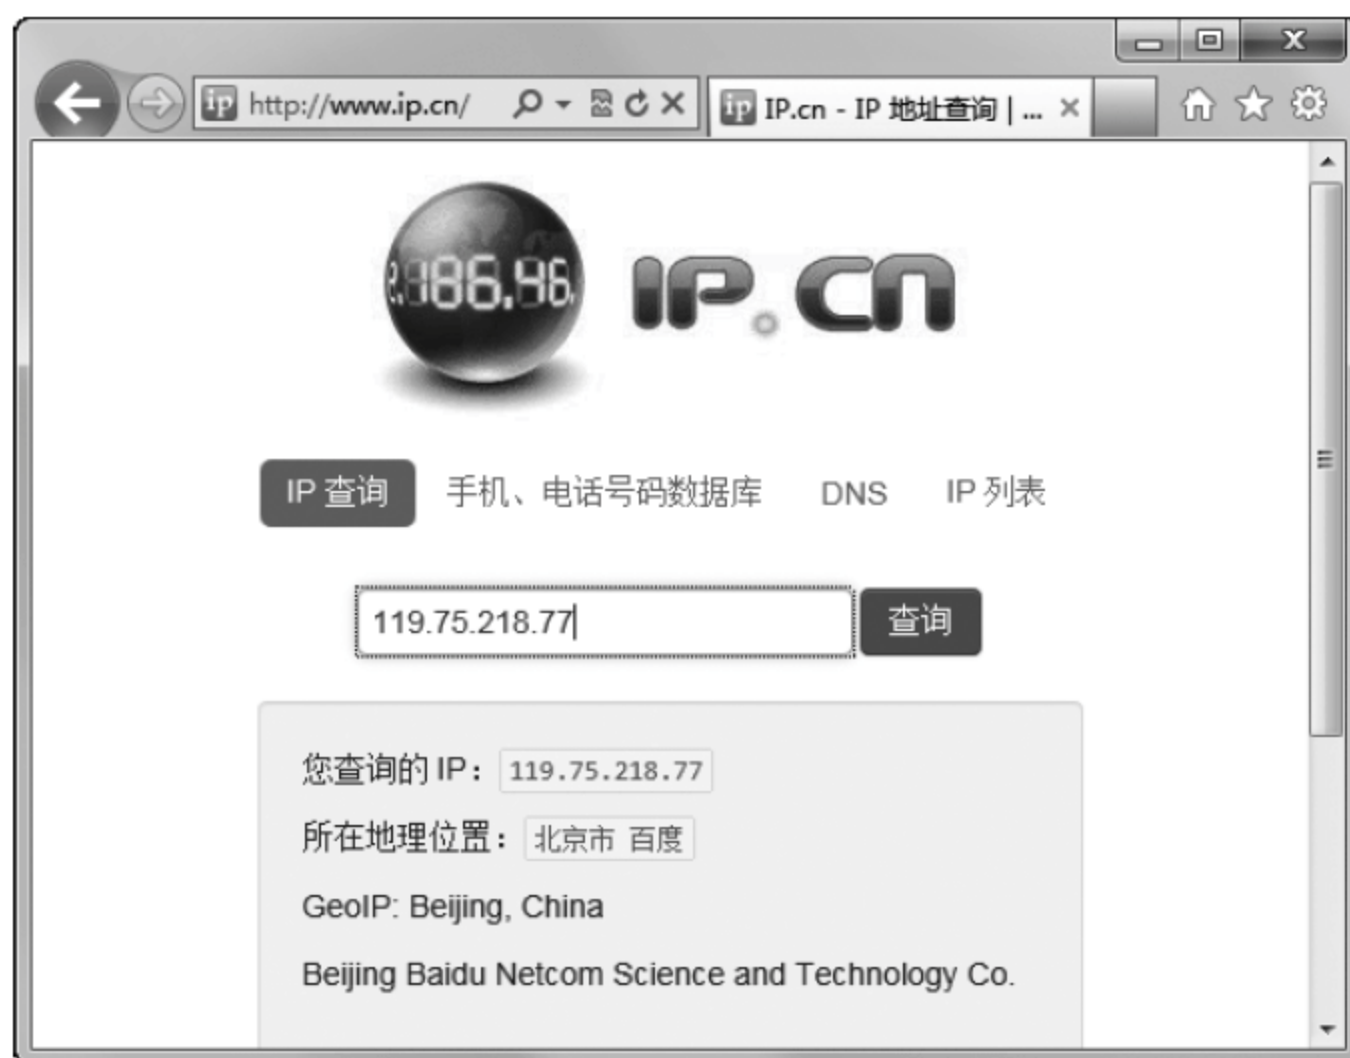 http://www.ip.cn/
IP.cn - IP 地址查询 | ...
.186.46.
IP.CN
IP 查询 手机、电话号码数据库 DNS IP 列表
119.75.218.77 查询
您查询的 IP： 119.75.218.77
所在地理位置： 北京市 百度
GeoIP: Beijing, China
Beijing Baidu Netcom Science and Technology Co.